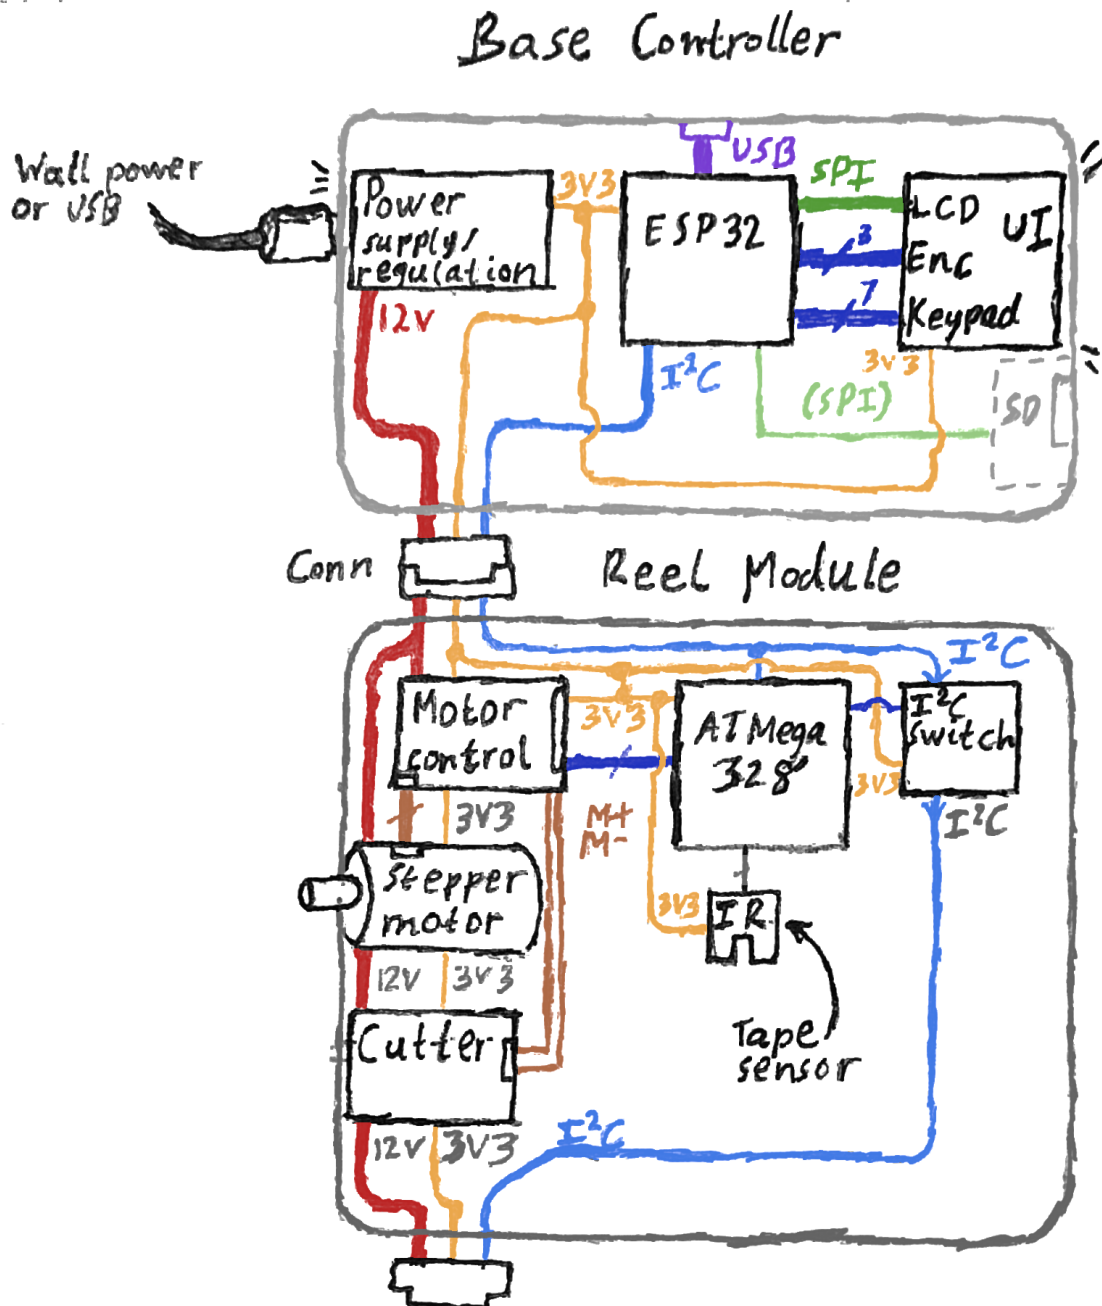 Base Controller
Wall power
or USB
Power
supply/
regulation
3V3
USB
ESP32
SPI
3
7
LCD
Enc
Keypad
UI
12V
I²C
(SPI)
3V3
SD
Conn
Reel Module
I²C
Motor
control
3V3
ATMega
328
I²C
switch
3V3
I²C
3V3
M+
M-
Stepper
motor
3V3
IR
12V
3V3
Tape
sensor
Cutter
12V
3V3
I²C